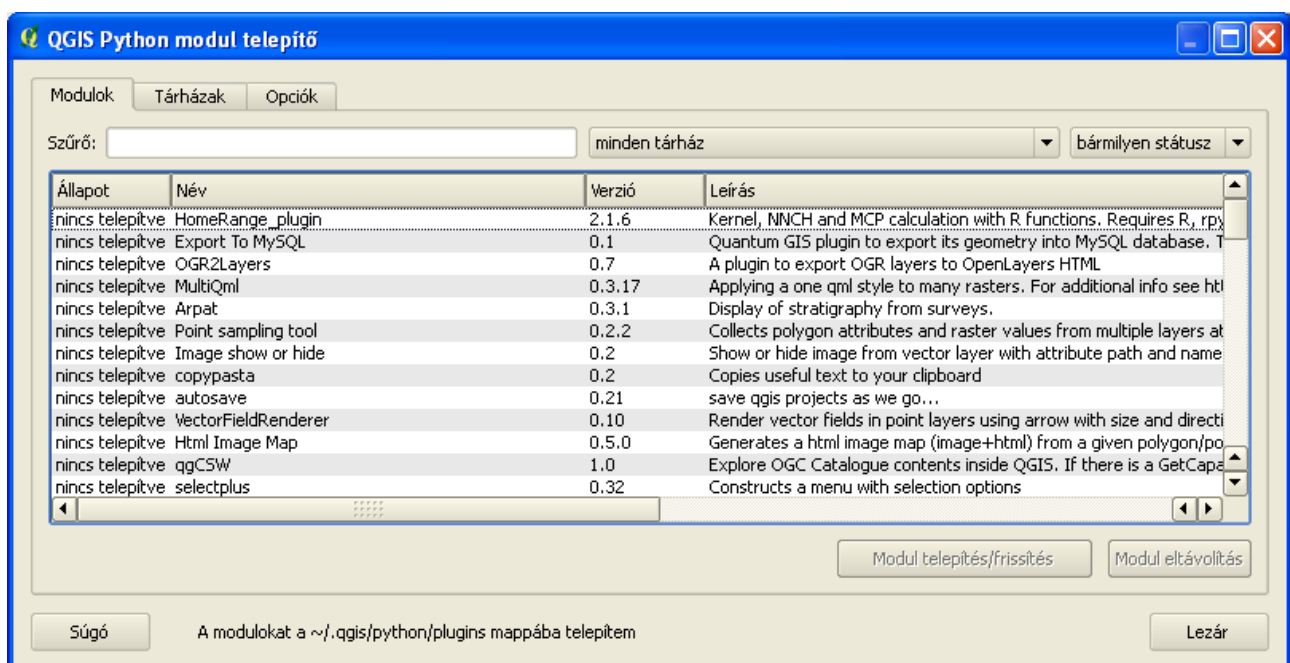 QGIS Python modul telepítő
Modulok Tárházak Opciók
Szűrő: minden tárház bármilyen státusz
Állapot Név Verzió Leírás
nincs telepítve HomeRange_plugin 2.1.6 Kernel, NNCH and MCP calculation with R functions. Requires R, rpy
nincs telepítve Export To MySQL 0.1 Quantum GIS plugin to export its geometry into MySQL database. T
nincs telepítve OGR2Layers 0.7 A plugin to export OGR layers to OpenLayers HTML
nincs telepítve MultiQml 0.3.17 Applying a one qml style to many rasters. For additional info see htt
nincs telepítve Arpat 0.3.1 Display of stratigraphy from surveys.
nincs telepítve Point sampling tool 0.2.2 Collects polygon attributes and raster values from multiple layers at
nincs telepítve Image show or hide 0.2 Show or hide image from vector layer with attribute path and name
nincs telepítve copypasta 0.2 Copies useful text to your clipboard
nincs telepítve autosave 0.21 save qgis projects as we go...
nincs telepítve VectorFieldRenderer 0.10 Render vector fields in point layers using arrow with size and directi
nincs telepítve Html Image Map 0.5.0 Generates a html image map (image+html) from a given polygon/po
nincs telepítve qgCSW 1.0 Explore OGC Catalogue contents inside QGIS. If there is a GetCapa
nincs telepítve selectplus 0.32 Constructs a menu with selection options
Modul telepítés/frissítés Modul eltávolítás
Súgó A modulokat a ~/.qgis/python/plugins mappába telepítem Lezár